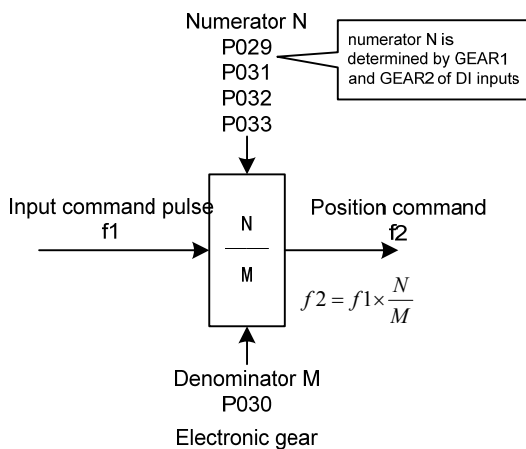 Numerator N
P029
P031
P032
P033
numerator N is
determined by GEAR1
and GEAR2 of DI inputs
Input command pulse
f1
N
M
Position command
f2
f2 = f1 × N/M
Denominator M
P030
Electronic gear